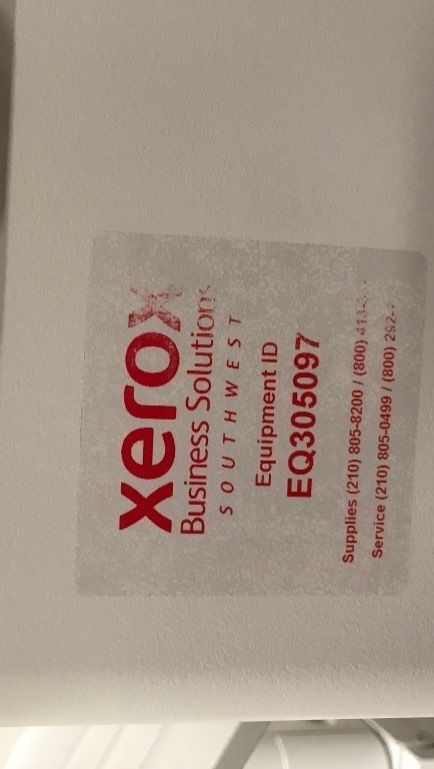 xerox
Business Solutions
SOUTHWEST
Equipment ID
EQ305097
Supplies (210) 805-8200 / (800)
Service (210) 805-0499 / (800)